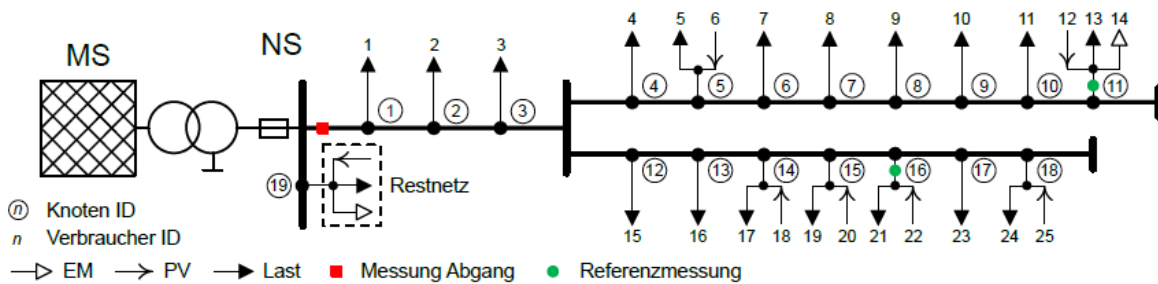 MS
NS
1 2 3
4 5 6 7 8 9 10 11 12 13 14
① ② ③
④ ⑤ ⑥ ⑦ ⑧ ⑨ ⑩ ⑪
⑫ ⑬ ⑭ ⑮ ⑯ ⑰ ⑱
15 16 17 18 19 20 21 22 23 24 25
⑲ Restnetz
ⓝ Knoten ID
n Verbraucher ID
EM PV Last Messung Abgang Referenzmessung